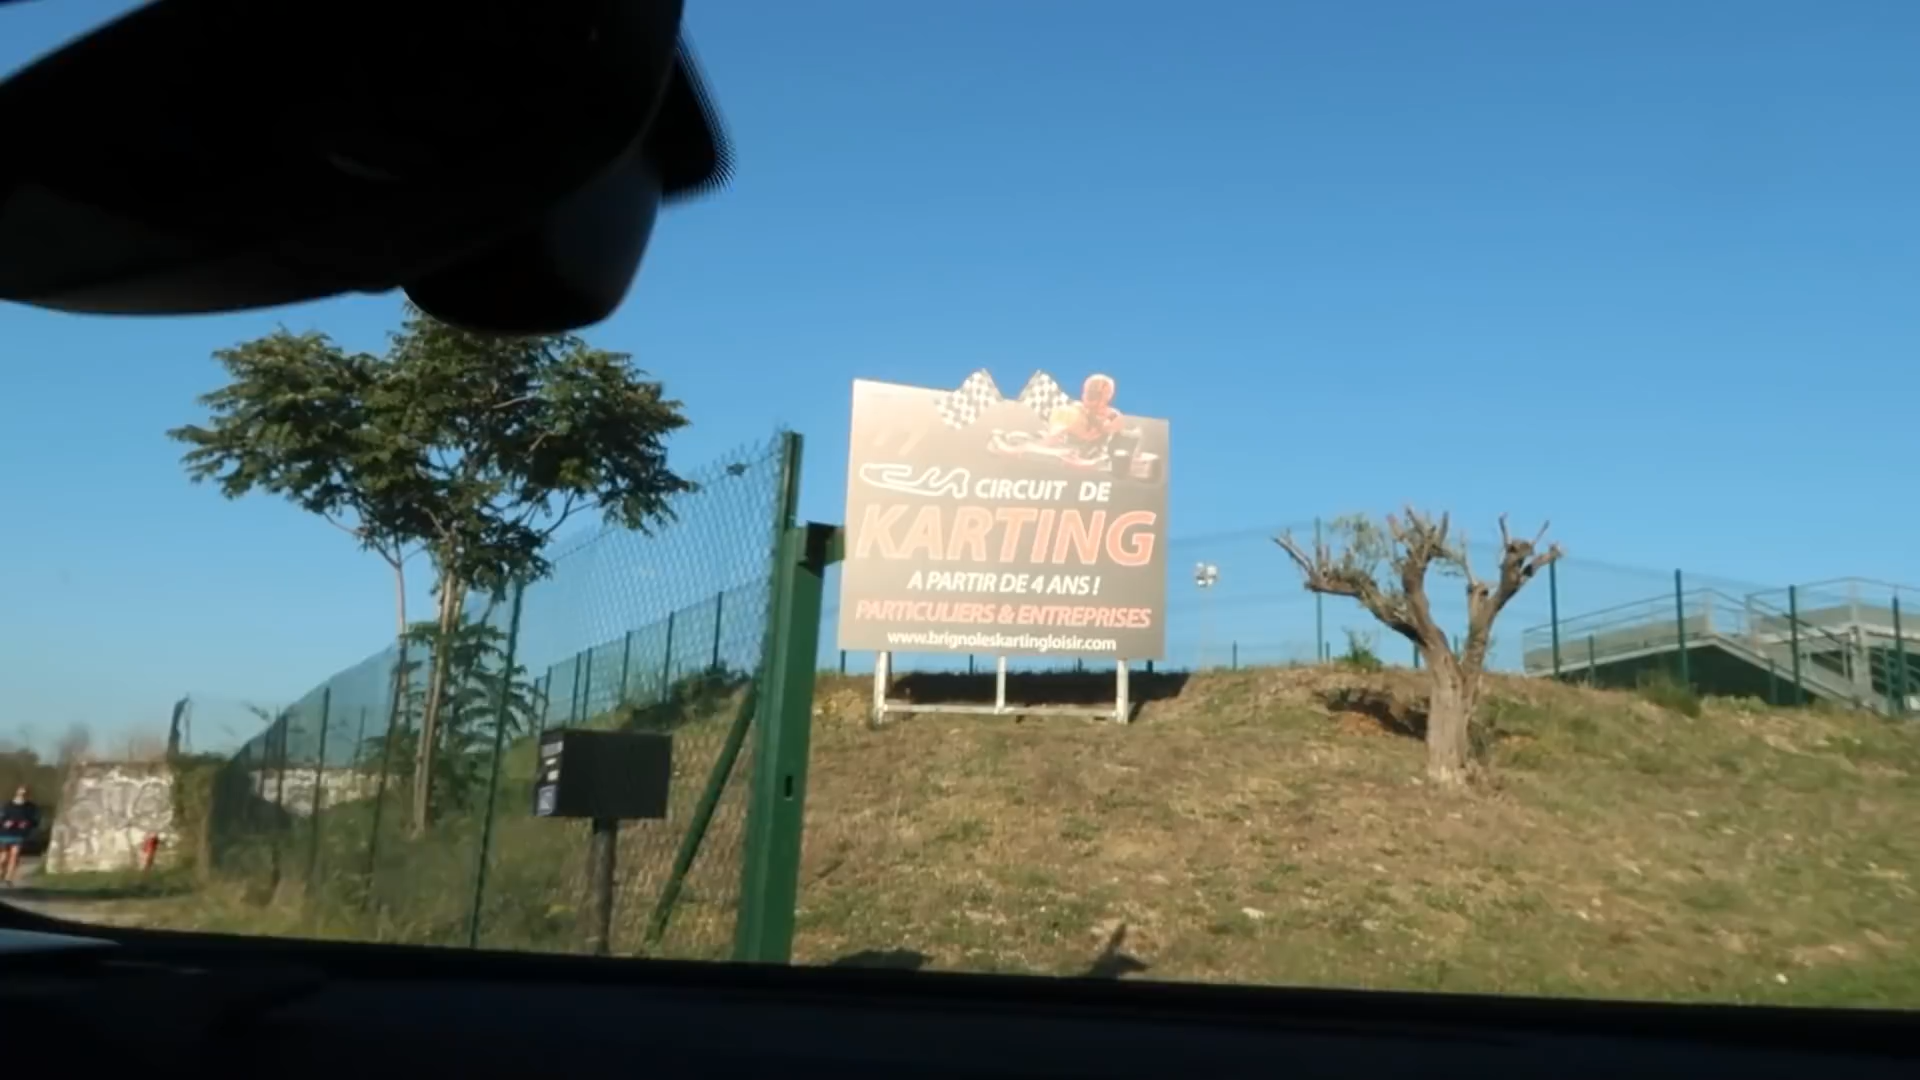 CIRCUIT DE
KARTING
A PARTIR DE 4 ANS !
PARTICULIERS & ENTREPRISES
www.brignoleskartingloisir.com